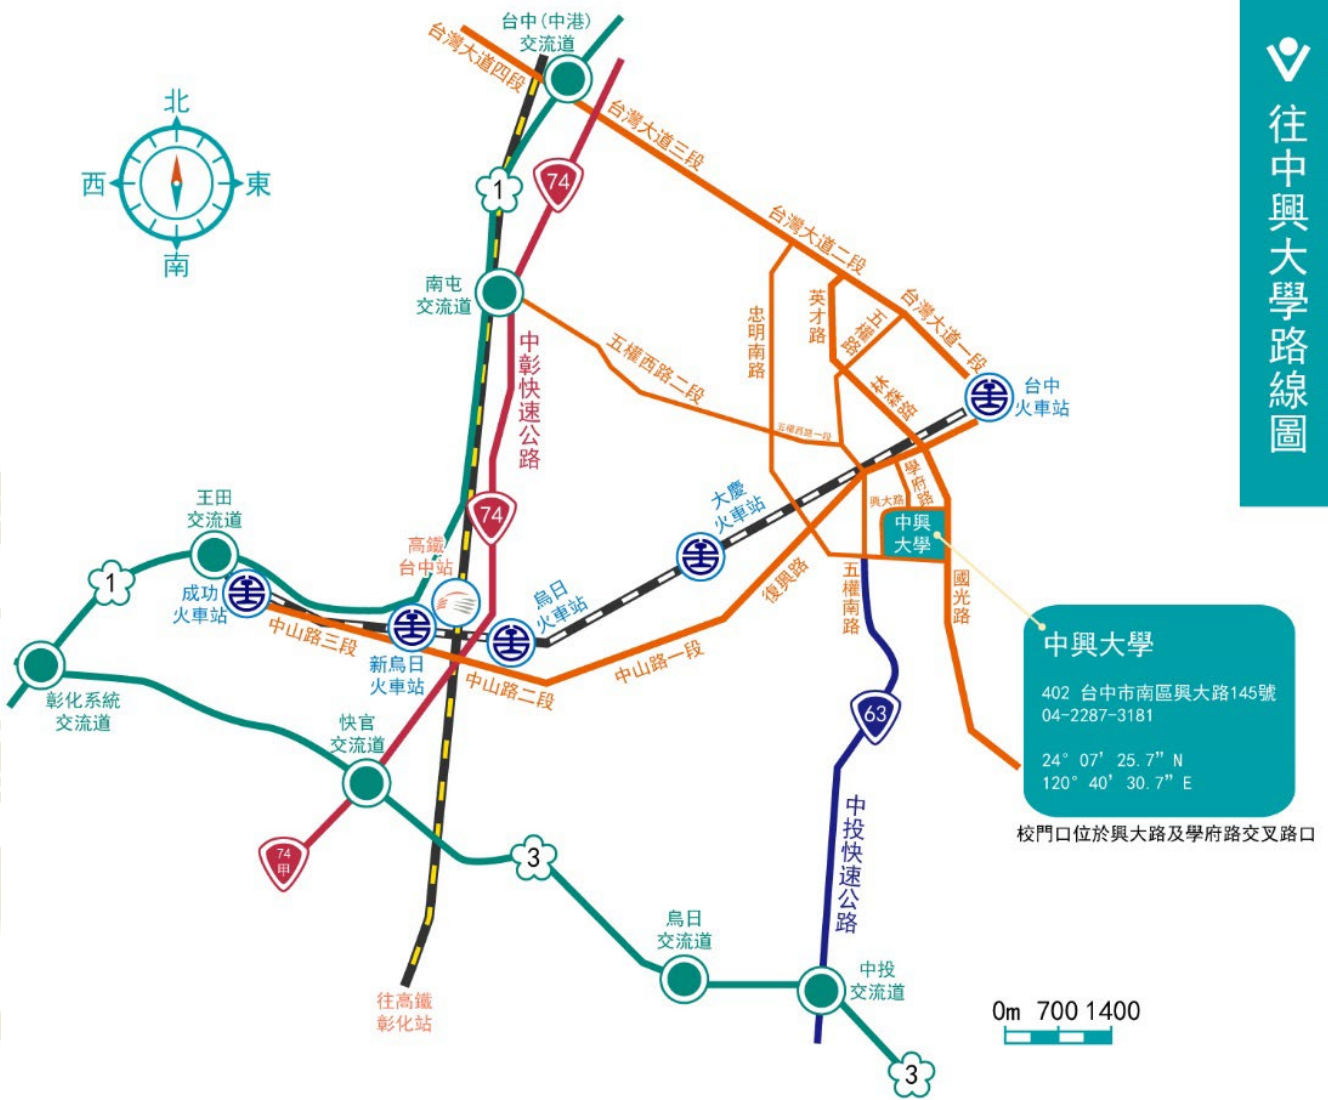 往中興大學路線圖
台中(中港)
交流道
台灣大道四段
台灣大道三段
北
西
東
南
1
74
台灣大道二段
南屯
交流道
英才路
五權路
台灣大道一段
忠明南路
中彰快速公路
五權西路二段
林森路
台中
火車站
五權西路一段
學府路
大慶
火車站
興大路
中興
大學
王田
交流道
74
高鐵
台中站
1
成功
火車站
烏日
火車站
復興路
五權南路
國光路
中山路三段
新烏日
火車站
中山路二段
中山路一段
中興大學
402 台中市南區興大路145號
04-2287-3181
24° 07' 25.7" N
120° 40' 30.7" E
校門口位於興大路及學府路交叉路口
彰化系統
交流道
快官
交流道
63
74
甲
3
中投快速公路
烏日
交流道
中投
交流道
往高鐵
彰化站
3
0m 700 1400